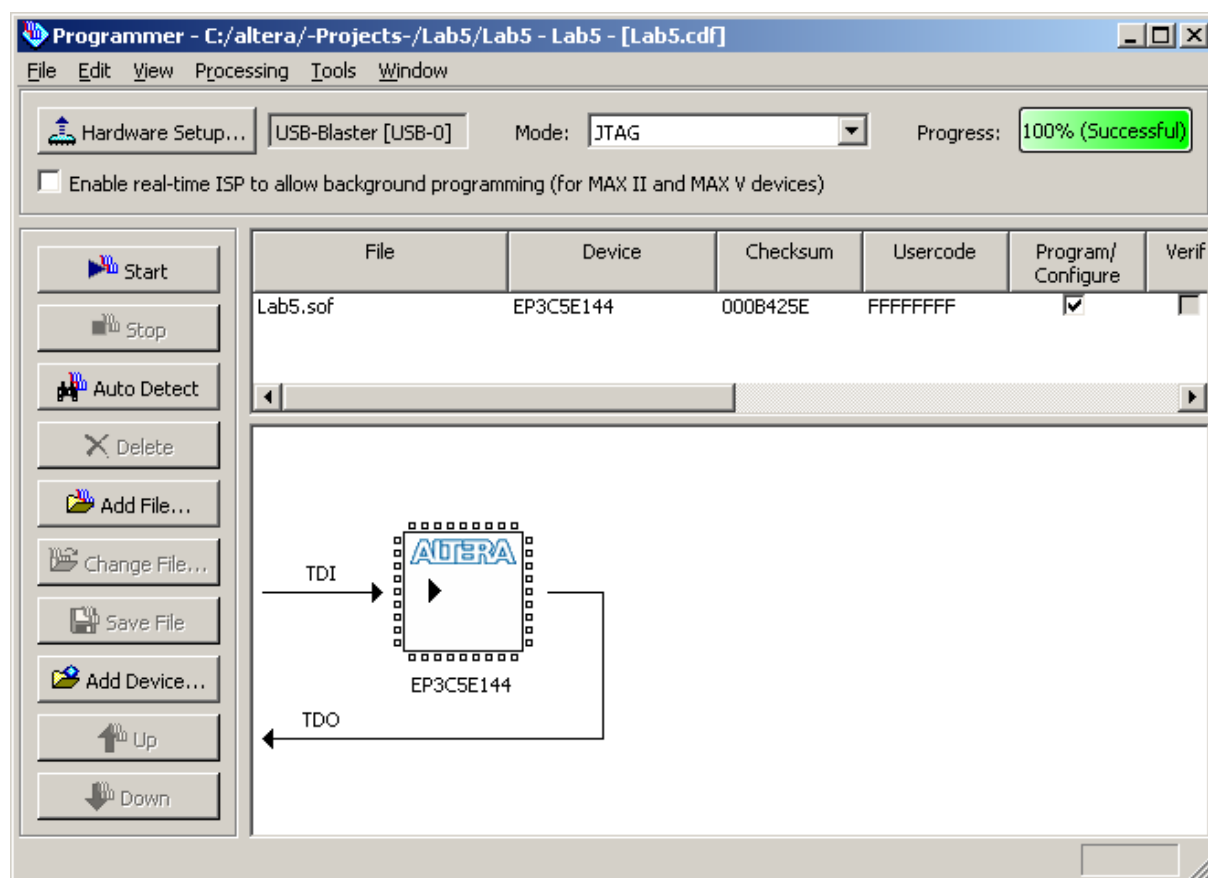 Programmer - C:/altera/-Projects-/Lab5/Lab5 - Lab5 - [Lab5.cdf]
File Edit View Processing Tools Window
Hardware Setup... USB-Blaster [USB-0] Mode: JTAG Progress: 100% (Successful)
Enable real-time ISP to allow background programming (for MAX II and MAX V devices)
Start
Stop
Auto Detect
Delete
Add File...
Change File...
Save File
Add Device...
Up
Down
File Device Checksum Usercode Program/ Verif
Configure
Lab5.sof EP3C5E144 000B425E FFFFFFFF
ALTERA
TDI
EP3C5E144
TDO